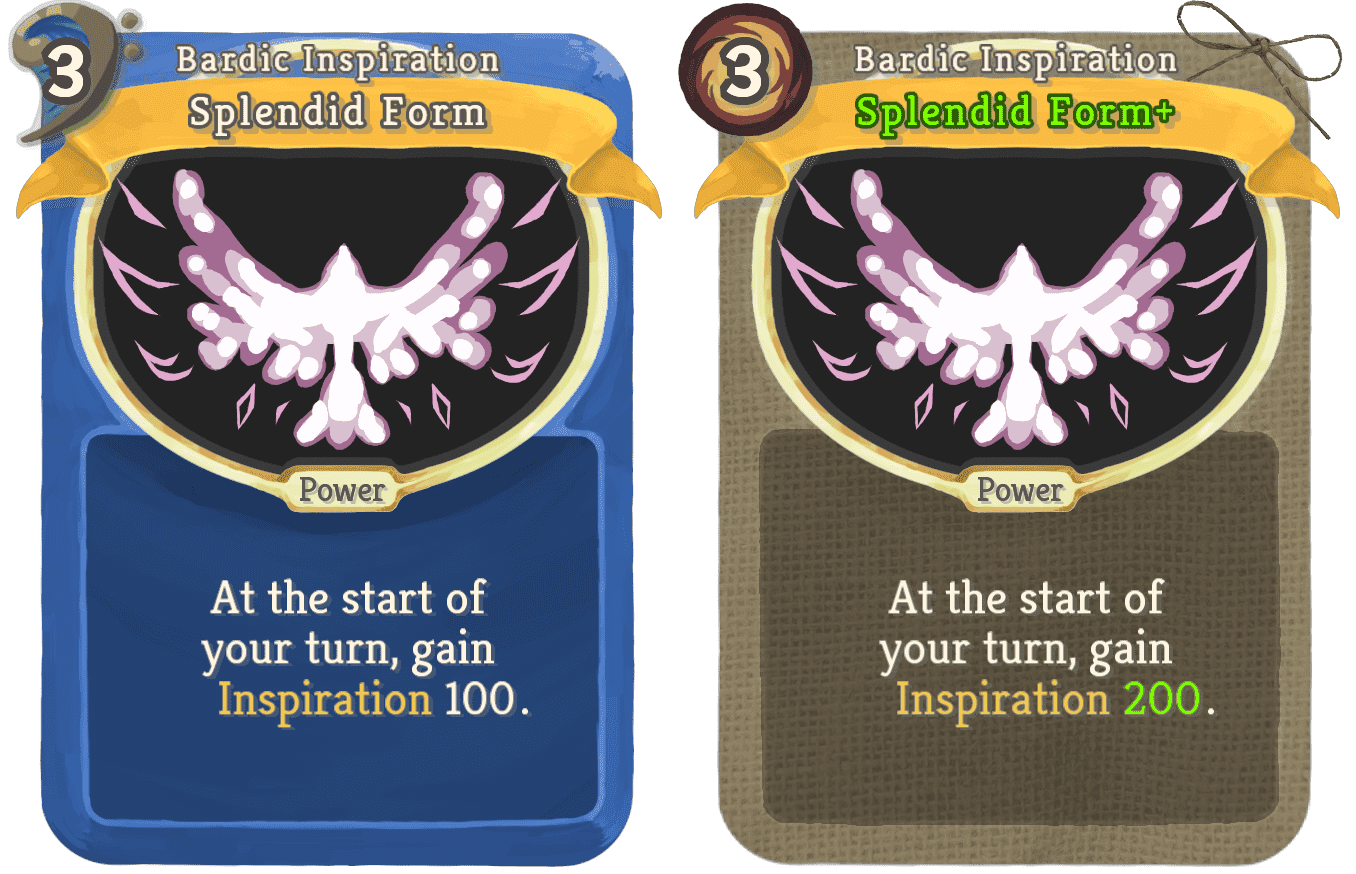 3
Bardic Inspiration
Splendid Form
Power
At the start of
your turn, gain
Inspiration 100.
3
Bardic Inspiration
Splendid Form+
Power
At the start of
your turn, gain
Inspiration 200.